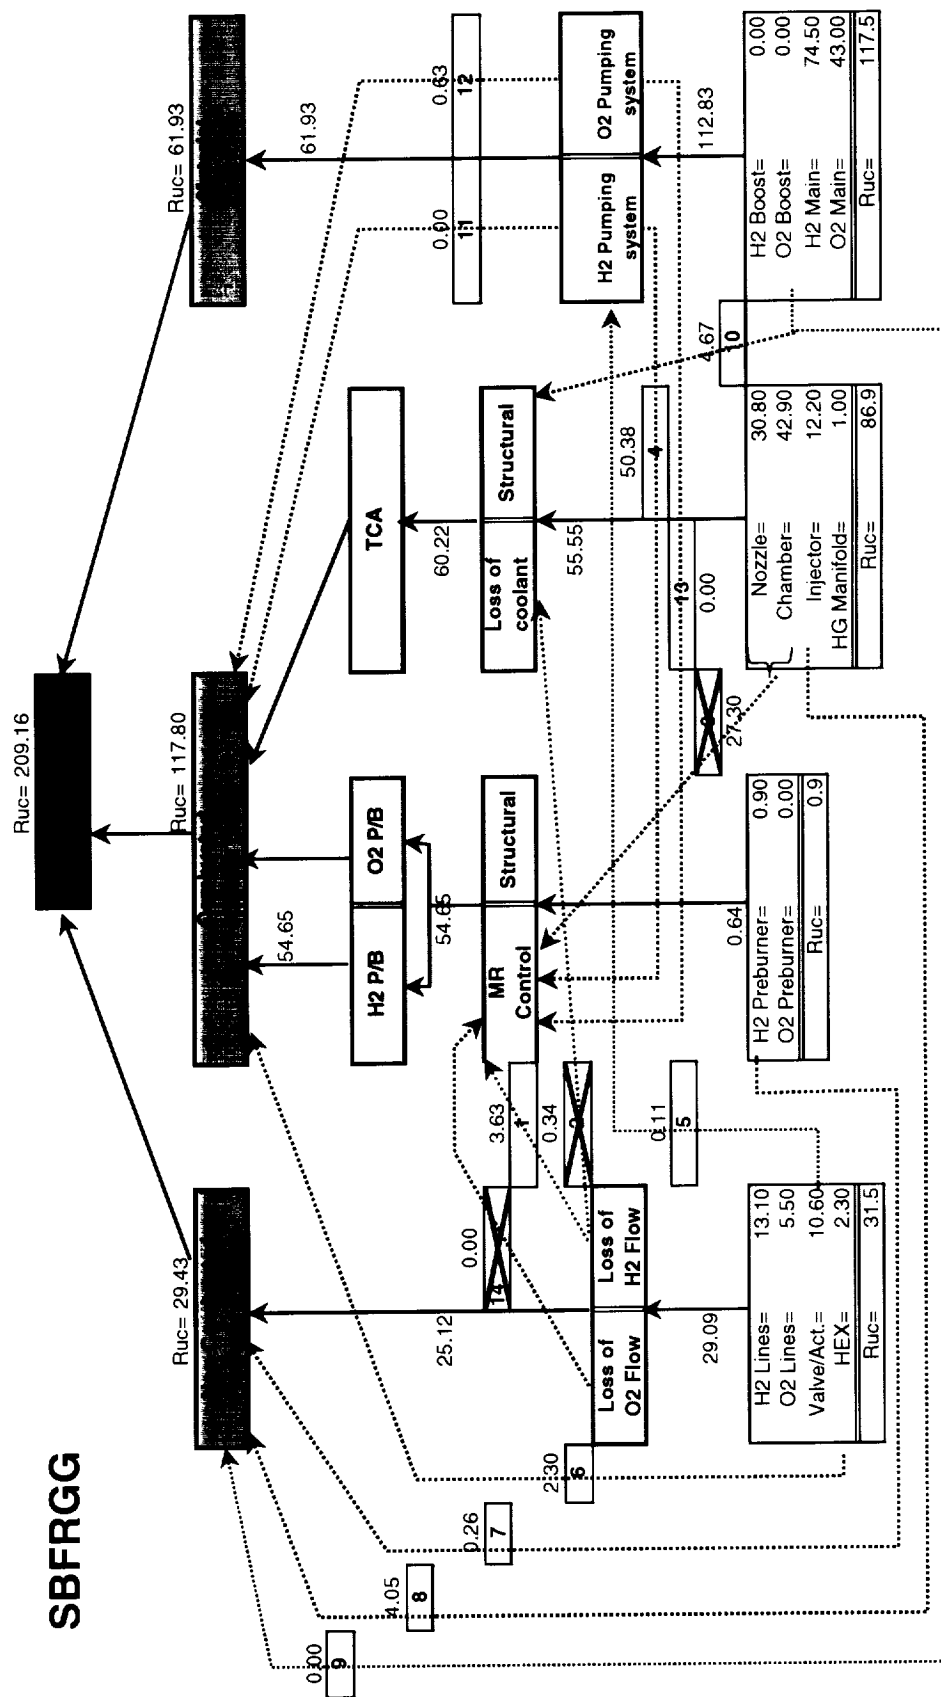 SBFRGG
Ruc= 209.16
Ruc= 29.43
Ruc= 117.80
Ruc= 61.93
54.65
61.93
H2 P/B
O2 P/B
TCA
0.00
9
4.05
8
0.26
7
2.30
6
25.12
0.00
14
3.63
1
0.34
54.65
60.22
0.00
11
0.63
12
MR
Control
Structural
Loss of
coolant
Structural
55.55
Loss of
O2 Flow
Loss of
H2 Flow
H2 Pumping
system
O2 Pumping
system
29.09
0.11
5
0.64
27.30
13
0.00
50.38
4
4.67
10
112.83
H2 Lines= 13.10
O2 Lines= 5.50
Valve/Act.= 10.60
HEX= 2.30
Ruc= 31.5
H2 Preburner= 0.90
O2 Preburner= 0.00
Ruc= 0.9
Nozzle= 30.80
Chamber= 42.90
Injector= 12.20
HG Manifold= 1.00
Ruc= 86.9
H2 Boost= 0.00
O2 Boost= 0.00
H2 Main= 74.50
O2 Main= 43.00
Ruc= 117.5